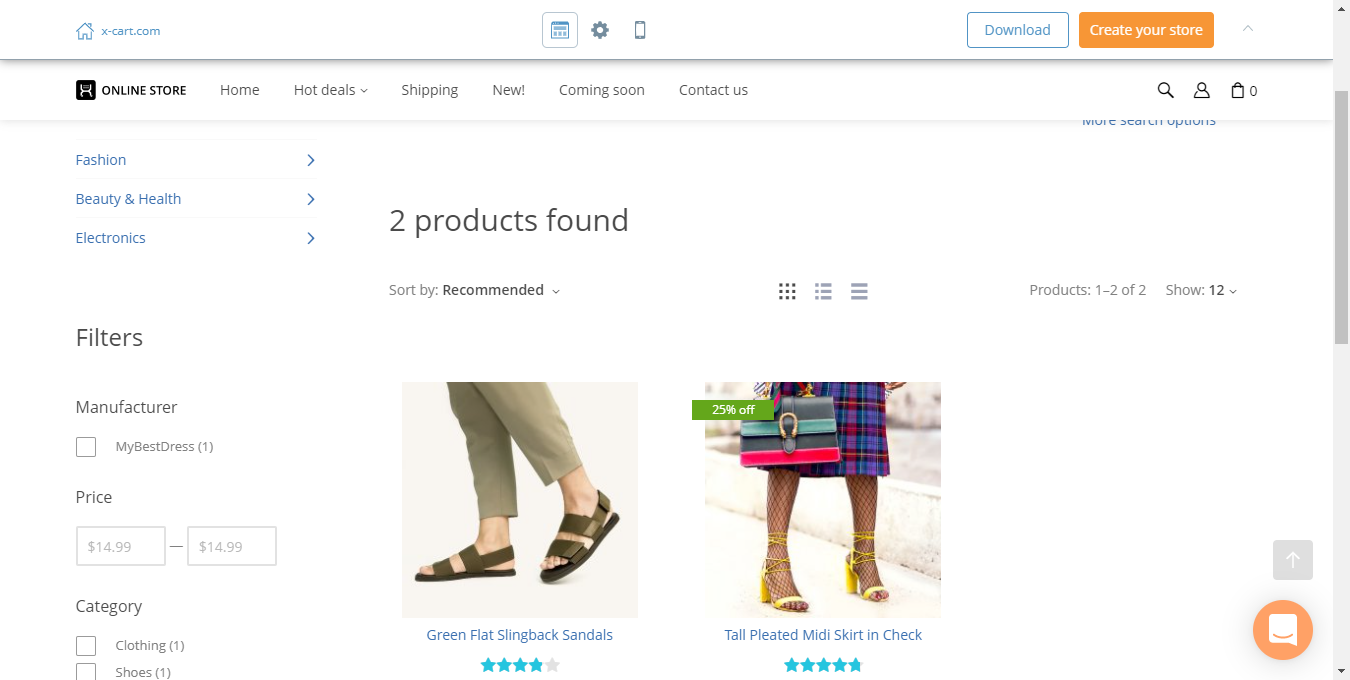 x-cart.com
Download
Create your store
ONLINE STORE
Home
Hot deals
Shipping
New!
Coming soon
Contact us
0
More search options
Fashion
Beauty & Health
Electronics
2 products found
Sort by: Recommended
Products: 1–2 of 2
Show: 12
Filters
Manufacturer
MyBestDress (1)
Price
$14.99 — $14.99
Category
Clothing (1)
Shoes (1)
25% off
Green Flat Slingback Sandals
Tall Pleated Midi Skirt in Check